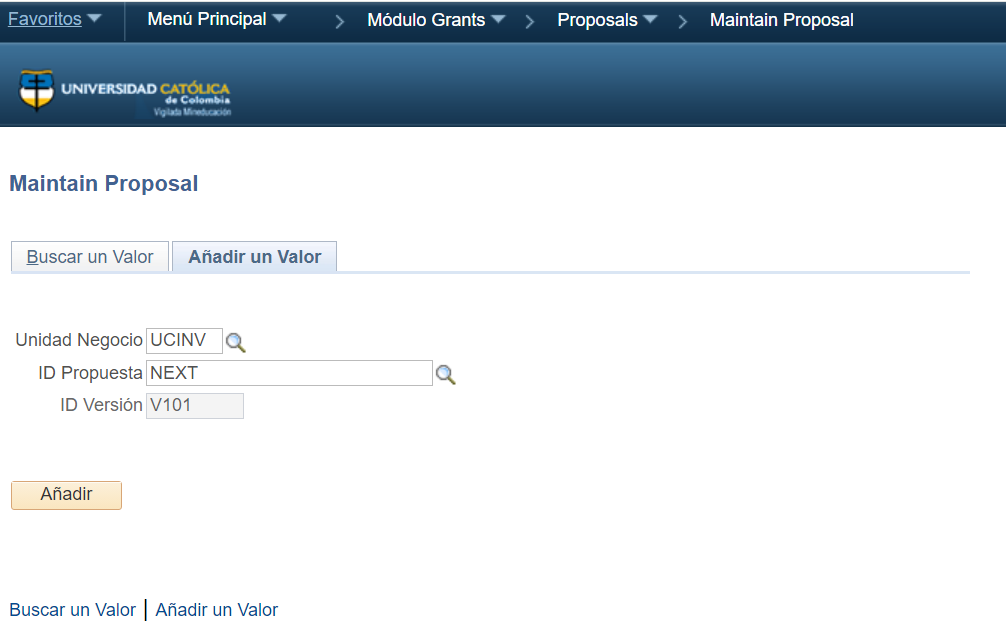 Favoritos Menú Principal Módulo Grants Proposals Maintain Proposal
UNIVERSIDAD CATÓLICA
de Colombia
Vigilada Mineducación
Maintain Proposal
Buscar un Valor Añadir un Valor
Unidad Negocio UCINV
ID Propuesta NEXT
ID Versión V101
Añadir
Buscar un Valor | Añadir un Valor